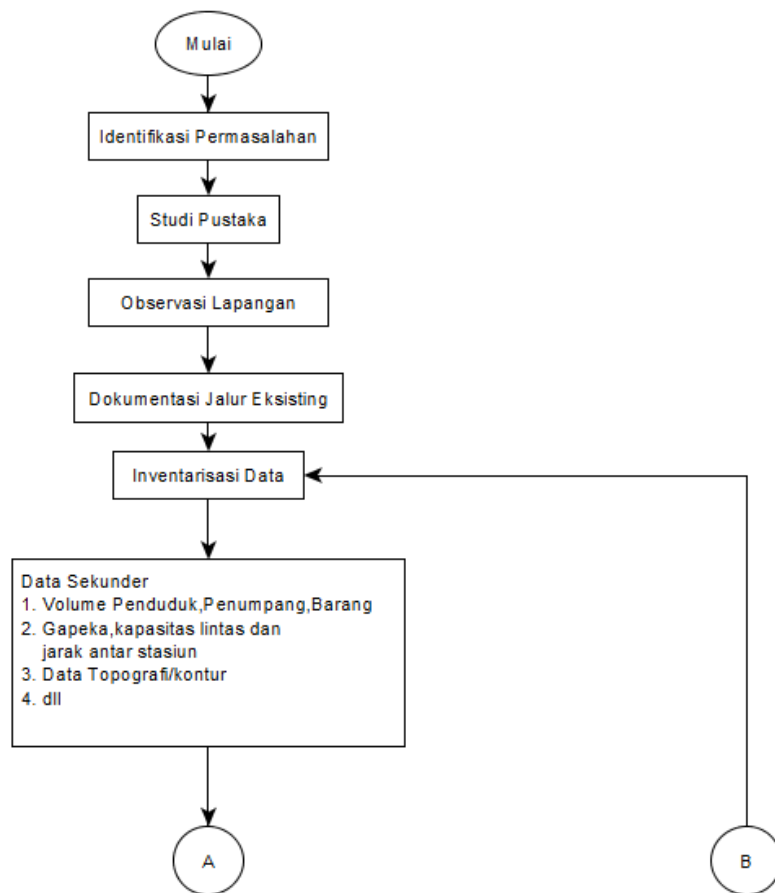 Mulai
Identifikasi Permasalahan
Studi Pustaka
Observasi Lapangan
Dokumentasi Jalur Eksisting
Inventarisasi Data
Data Sekunder
1. Volume Penduduk,Penumpang,Barang
2. Gapeka,kapasitas lintas dan
jarak antar stasiun
3. Data Topografi/kontur
4. dll
A
B